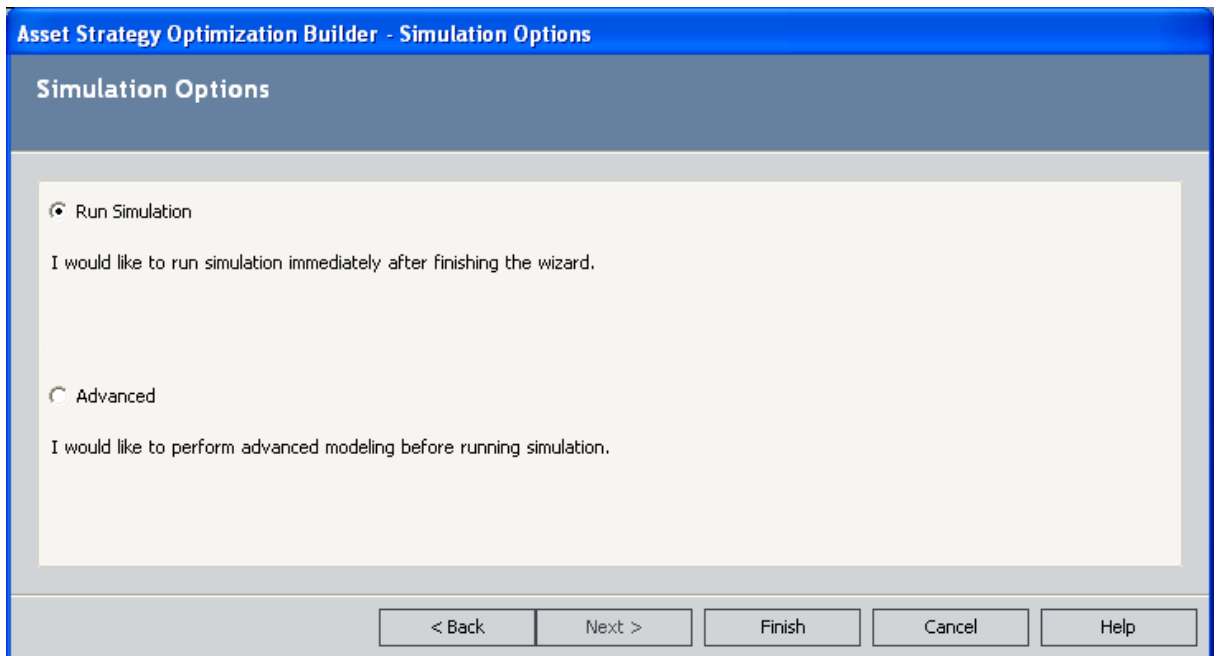 Asset Strategy Optimization Builder - Simulation Options
Simulation Options
Run Simulation
I would like to run simulation immediately after finishing the wizard.
Advanced
I would like to perform advanced modeling before running simulation.
< Back Next > Finish Cancel Help